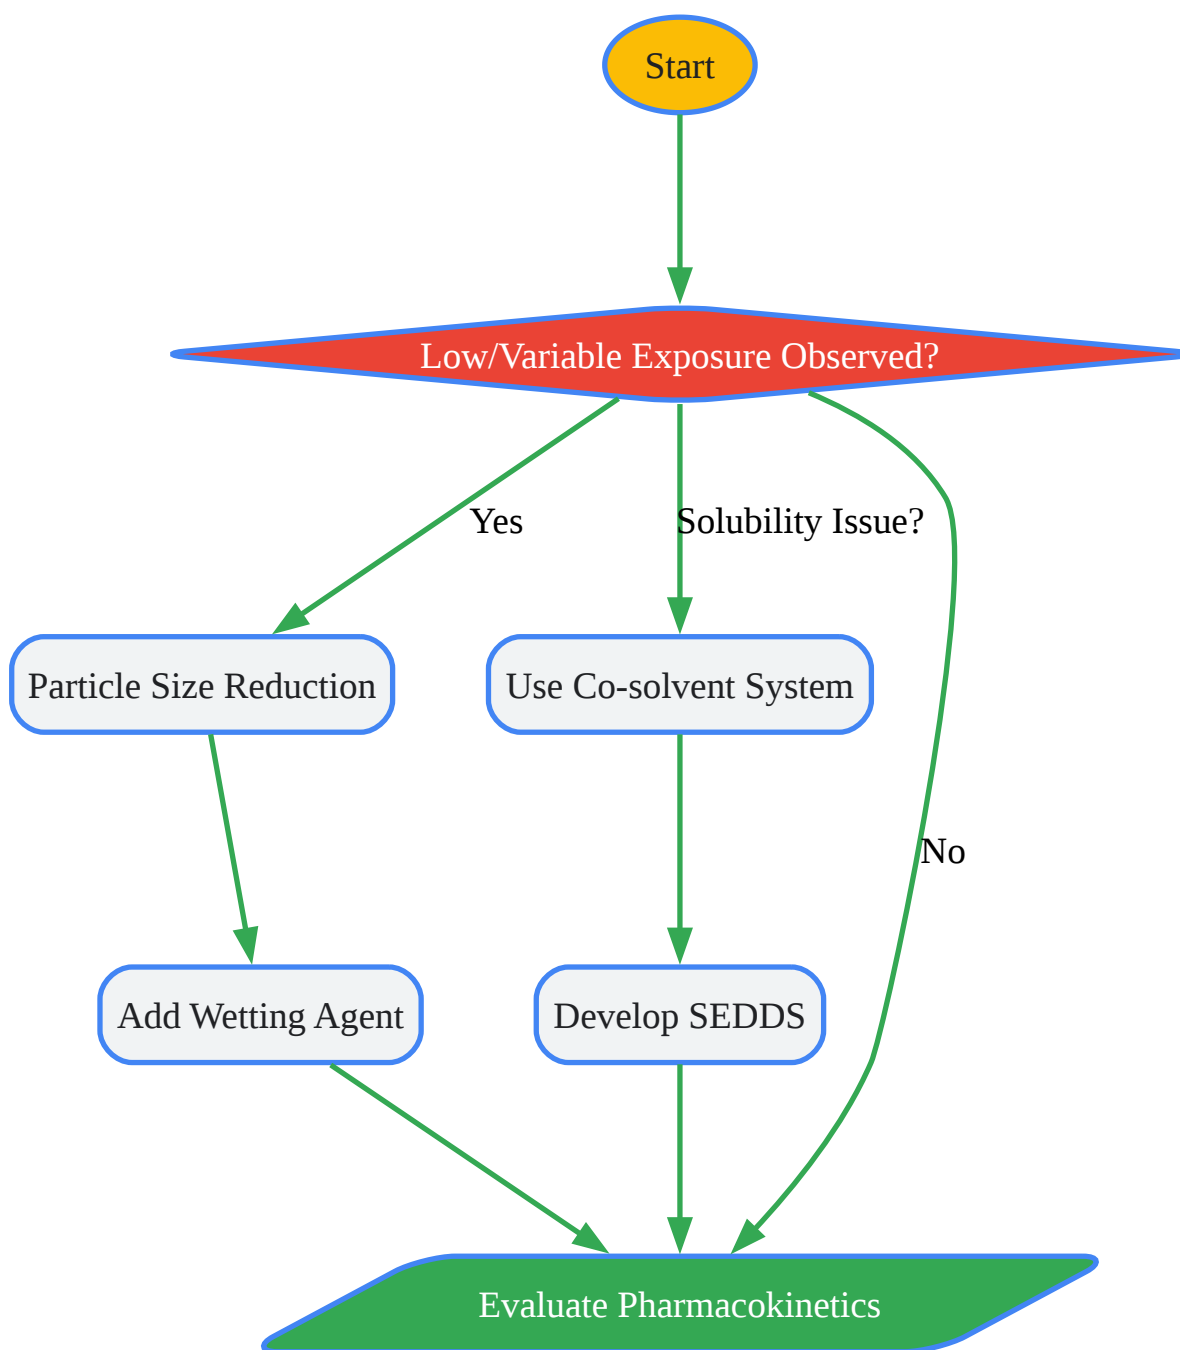 Start
Low/Variable Exposure Observed?
Yes
Solubility Issue?
Particle Size Reduction
Use Co-solvent System
No
Add Wetting Agent
Develop SEDDS
Evaluate Pharmacokinetics